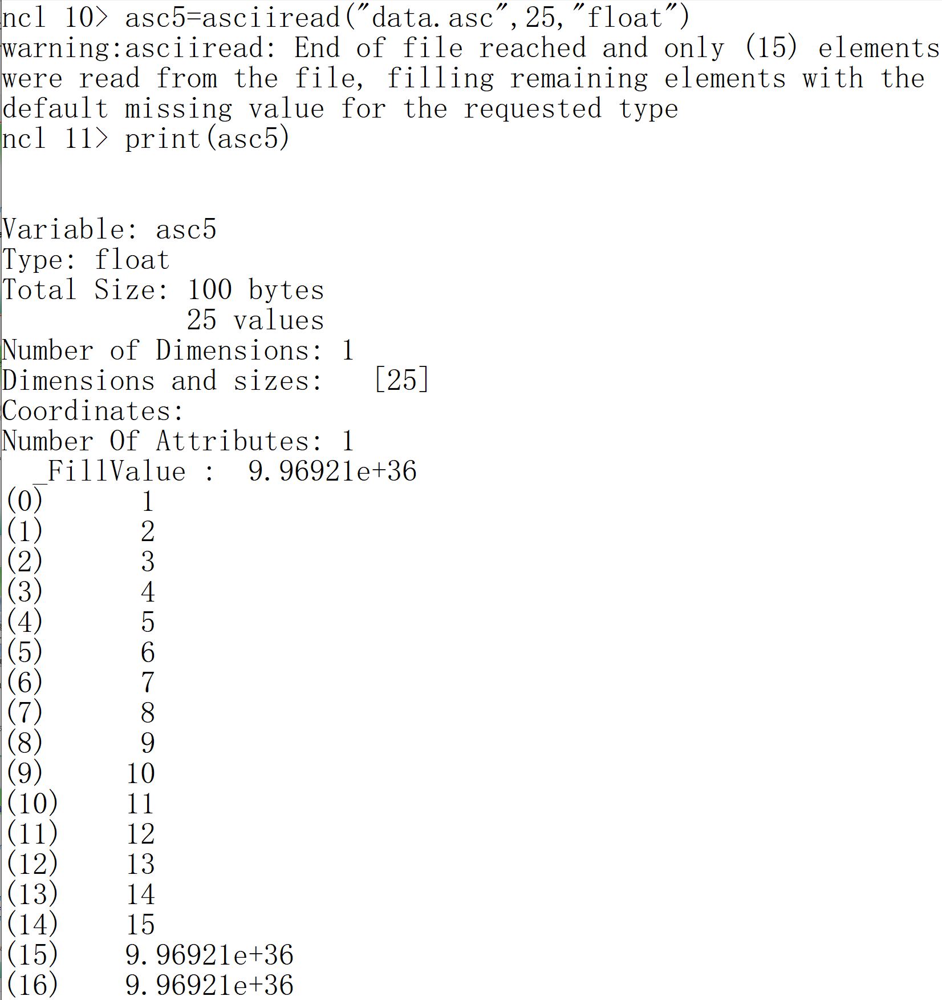 ncl 10> asc5=asciiread("data.asc",25,"float")
warning:asciiread: End of file reached and only (15) elements
were read from the file, filling remaining elements with the
default missing value for the requested type
ncl 11> print(asc5)
Variable: asc5
Type: float
Total Size: 100 bytes
25 values
Number of Dimensions: 1
Dimensions and sizes:   [25]
Coordinates:
Number Of Attributes: 1
_FillValue :  9.96921e+36
(0)      1
(1)      2
(2)      3
(3)      4
(4)      5
(5)      6
(6)      7
(7)      8
(8)      9
(9)     10
(10)    11
(11)    12
(12)    13
(13)    14
(14)    15
(15)    9.96921e+36
(16)    9.96921e+36